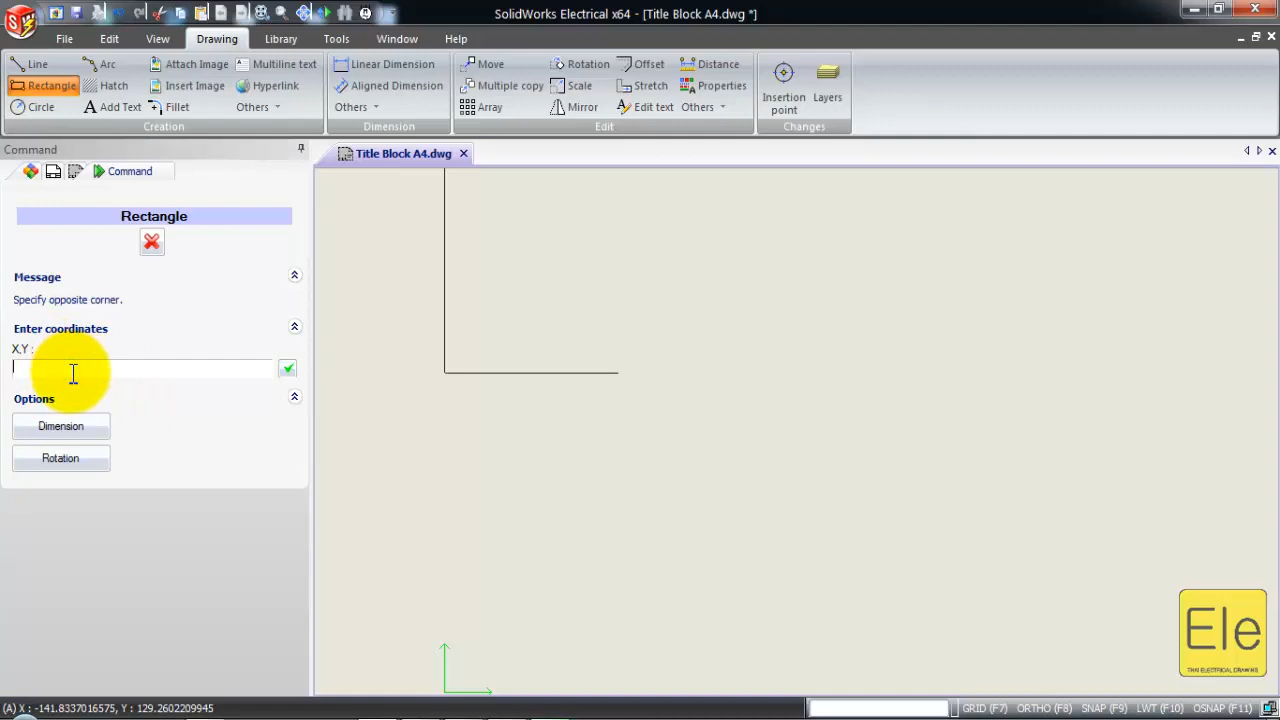 SolidWorks Electrical x64 - [Title Block A4.dwg *]
File Edit View Drawing Library Tools Window Help
Line Arc Attach Image Multiline text Linear Dimension Move Rotation Offset Distance
Rectangle Hatch Insert Image Hyperlink Aligned Dimension Multiple copy Scale Stretch Properties Insertion point Layers
Circle Add Text Fillet Others Others Array Mirror Edit text Others
Creation Dimension Edit Changes
Command
Title Block A4.dwg
Command
Rectangle
Message
Specify opposite corner.
Enter coordinates
X,Y :
Options
Dimension
Rotation
Ele
THAI ELECTRICAL DRAWING
(A) X : -141.8337016575, Y : 129.2602209945
GRID (F7) ORTHO (F8) SNAP (F9) LWT (F10) OSNAP (F11)